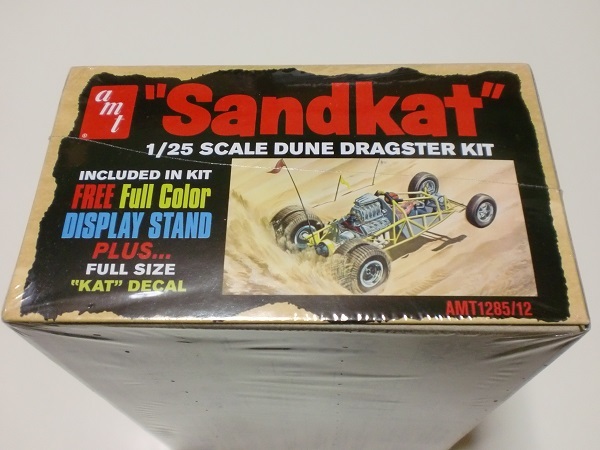 amt
®
"Sandkat"
1/25 SCALE DUNE DRAGSTER KIT
INCLUDED IN KIT
FREE Full Color
DISPLAY STAND
PLUS...
FULL SIZE
"KAT" DECAL
AMT1285/12